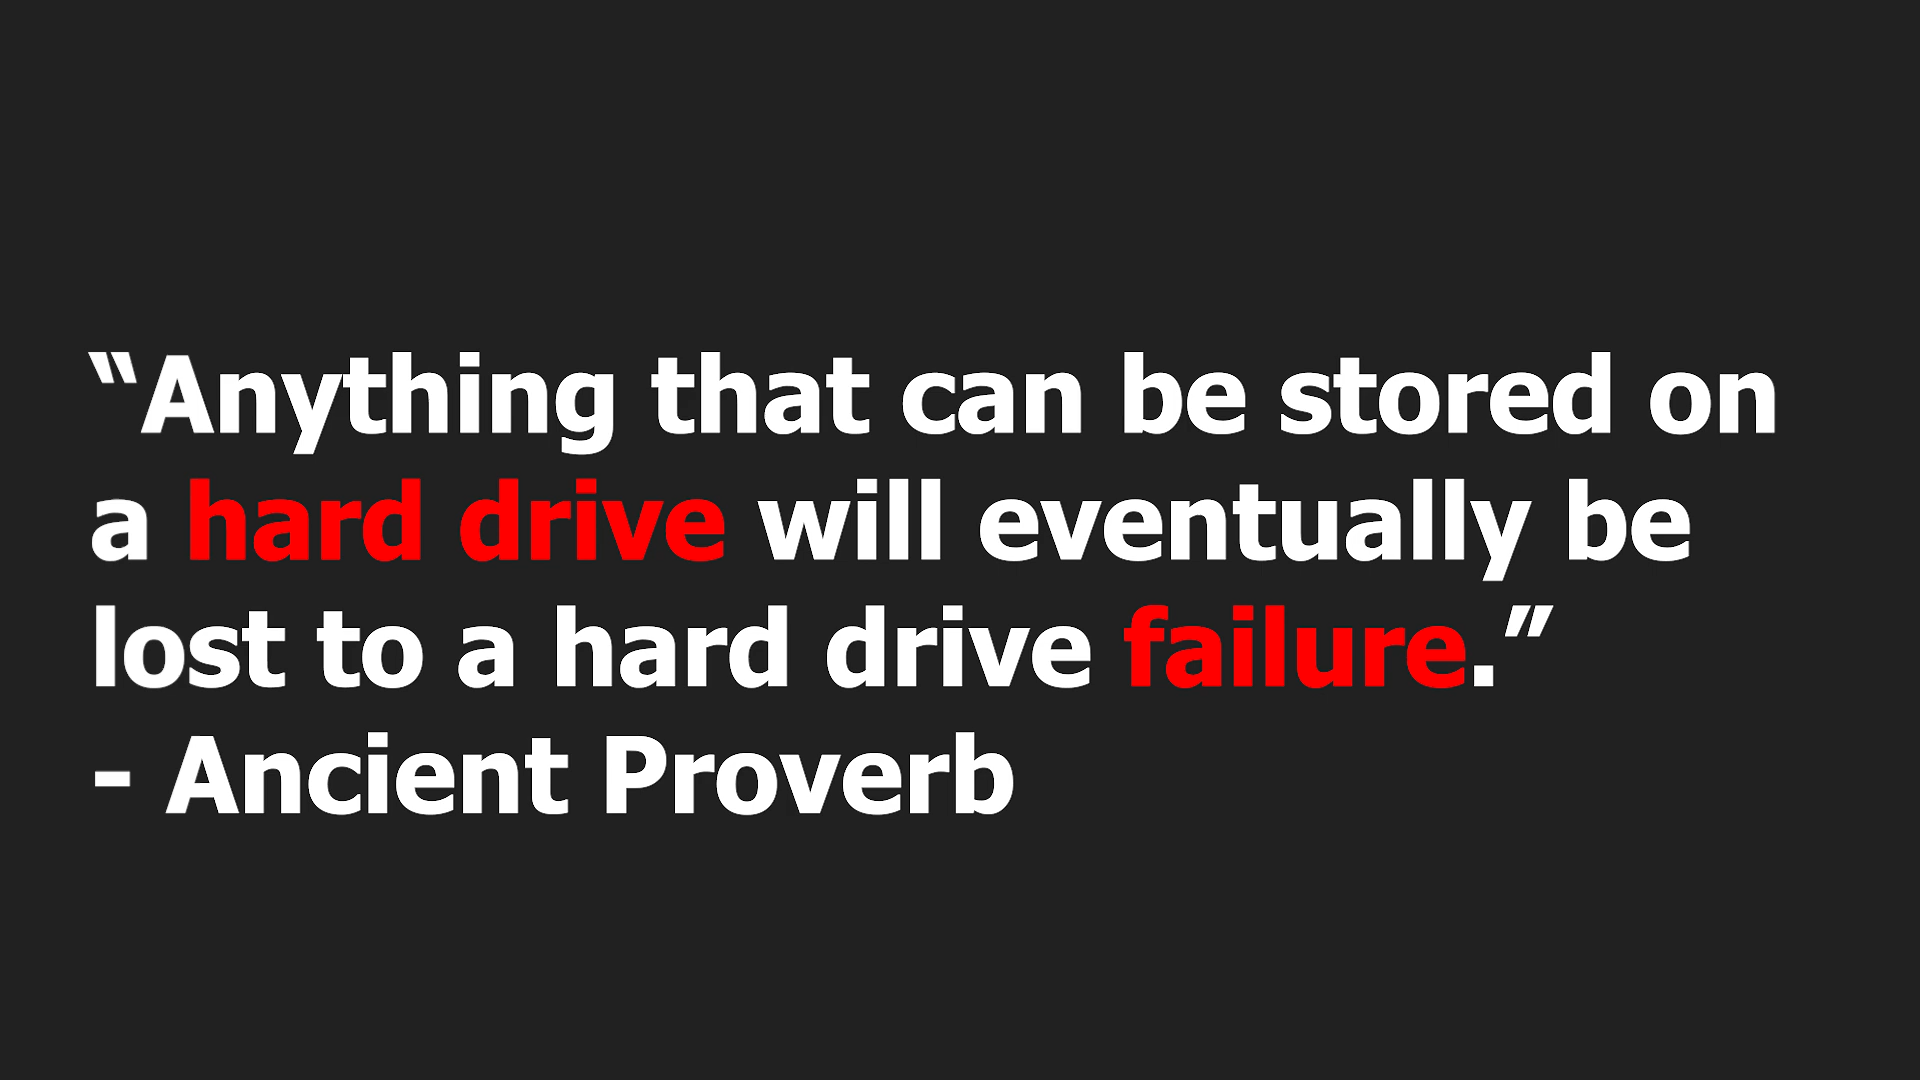 “Anything that can be stored on
a hard drive will eventually be
lost to a hard drive failure.”
- Ancient Proverb